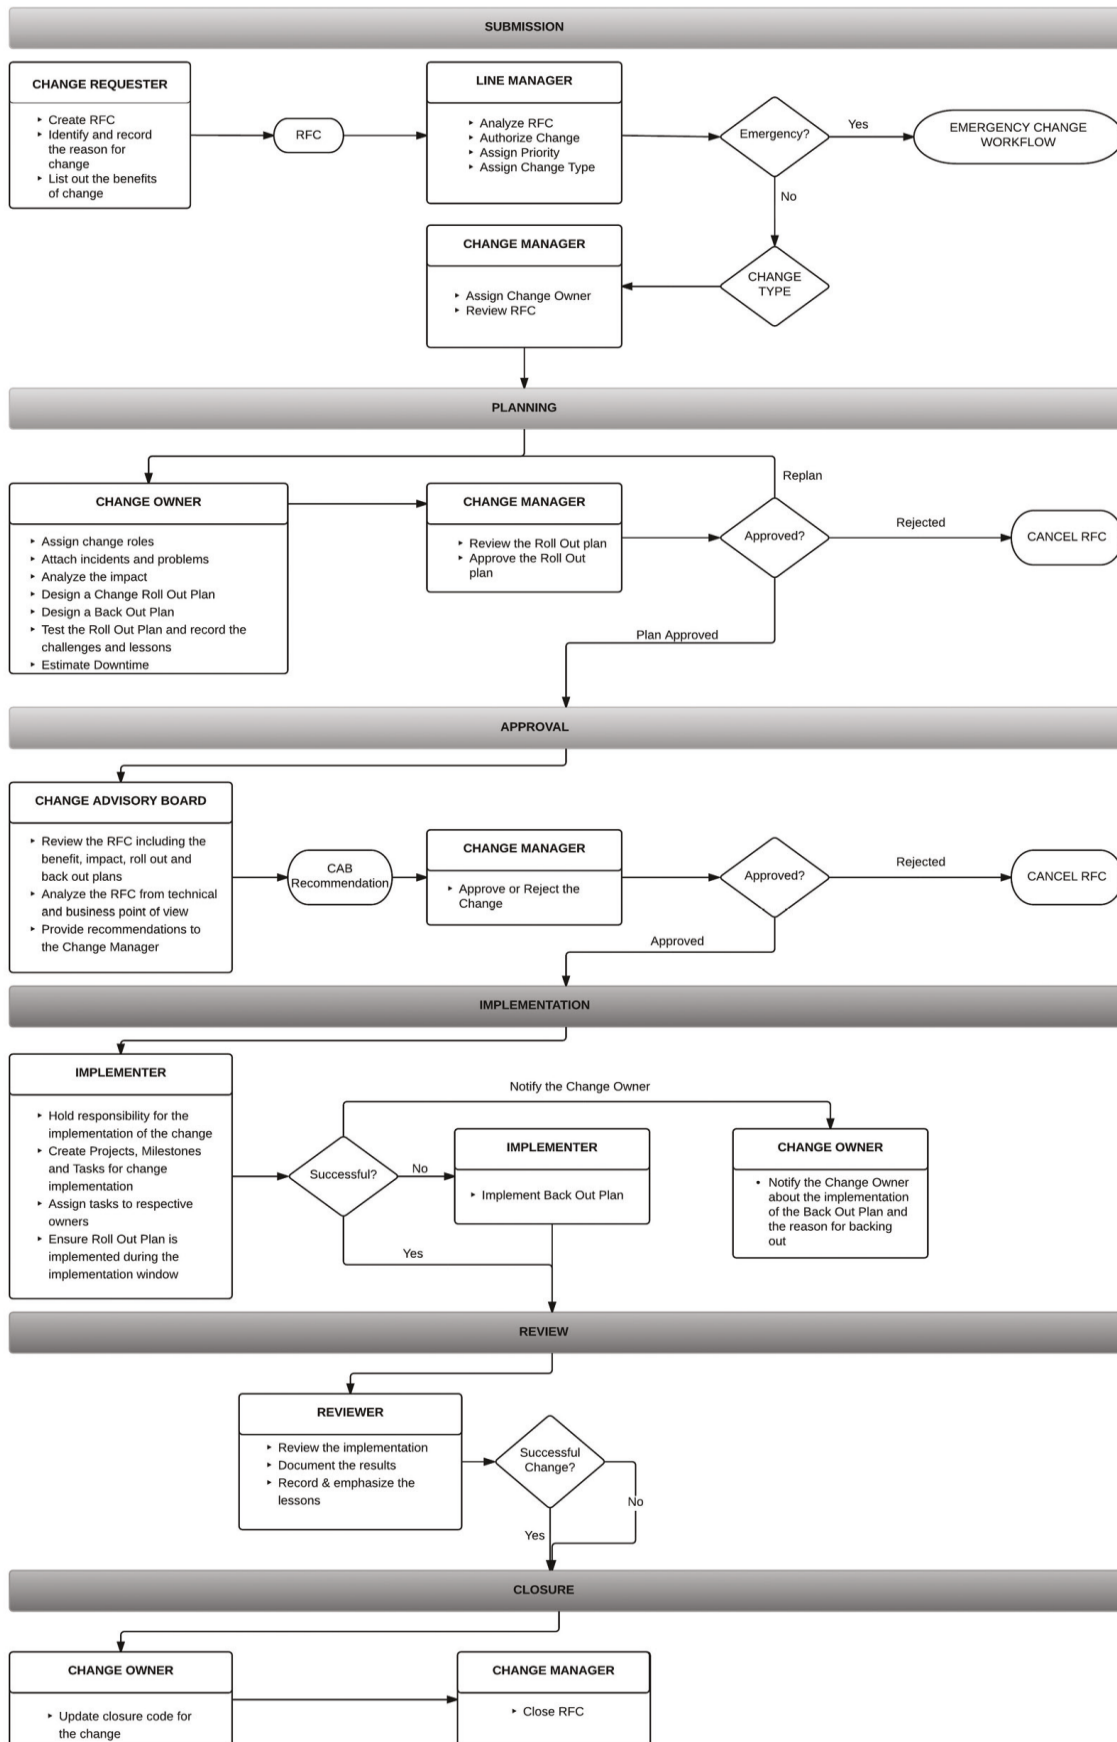 SUBMISSION
CHANGE REQUESTER
‣ Create RFC
‣ Identify and record
the reason for
change
‣ List out the benefits
of change
RFC
LINE MANAGER
‣ Analyze RFC
‣ Authorize Change
‣ Assign Priority
‣ Assign Change Type
Emergency?
Yes
EMERGENCY CHANGE
WORKFLOW
No
CHANGE
TYPE
CHANGE MANAGER
‣ Assign Change Owner
‣ Review RFC
PLANNING
CHANGE OWNER
‣ Assign change roles
‣ Attach incidents and problems
‣ Analyze the impact
‣ Design a Change Roll Out Plan
‣ Design a Back Out Plan
‣ Test the Roll Out Plan and record the
challenges and lessons
‣ Estimate Downtime
CHANGE MANAGER
‣ Review the Roll Out plan
‣ Approve the Roll Out
plan
Replan
Approved?
Rejected
CANCEL RFC
Plan Approved
APPROVAL
CHANGE ADVISORY BOARD
‣ Review the RFC including the
benefit, impact, roll out and
back out plans
‣ Analyze the RFC from technical
and business point of view
‣ Provide recommendations to
the Change Manager
CAB
Recommendation
CHANGE MANAGER
‣ Approve or Reject the
Change
Approved?
Rejected
CANCEL RFC
Approved
IMPLEMENTATION
IMPLEMENTER
‣ Hold responsibility for the
implementation of the change
‣ Create Projects, Milestones
and Tasks for change
implementation
‣ Assign tasks to respective
owners
‣ Ensure Roll Out Plan is
implemented during the
implementation window
Successful?
No
Yes
Notify the Change Owner
IMPLEMENTER
‣ Implement Back Out Plan
CHANGE OWNER
• Notify the Change Owner
about the implementation
of the Back Out Plan and
the reason for backing
out
REVIEW
REVIEWER
‣ Review the implementation
‣ Document the results
‣ Record & emphasize the
lessons
Successful
Change?
No
Yes
CLOSURE
CHANGE OWNER
‣ Update closure code for
the change
CHANGE MANAGER
‣ Close RFC